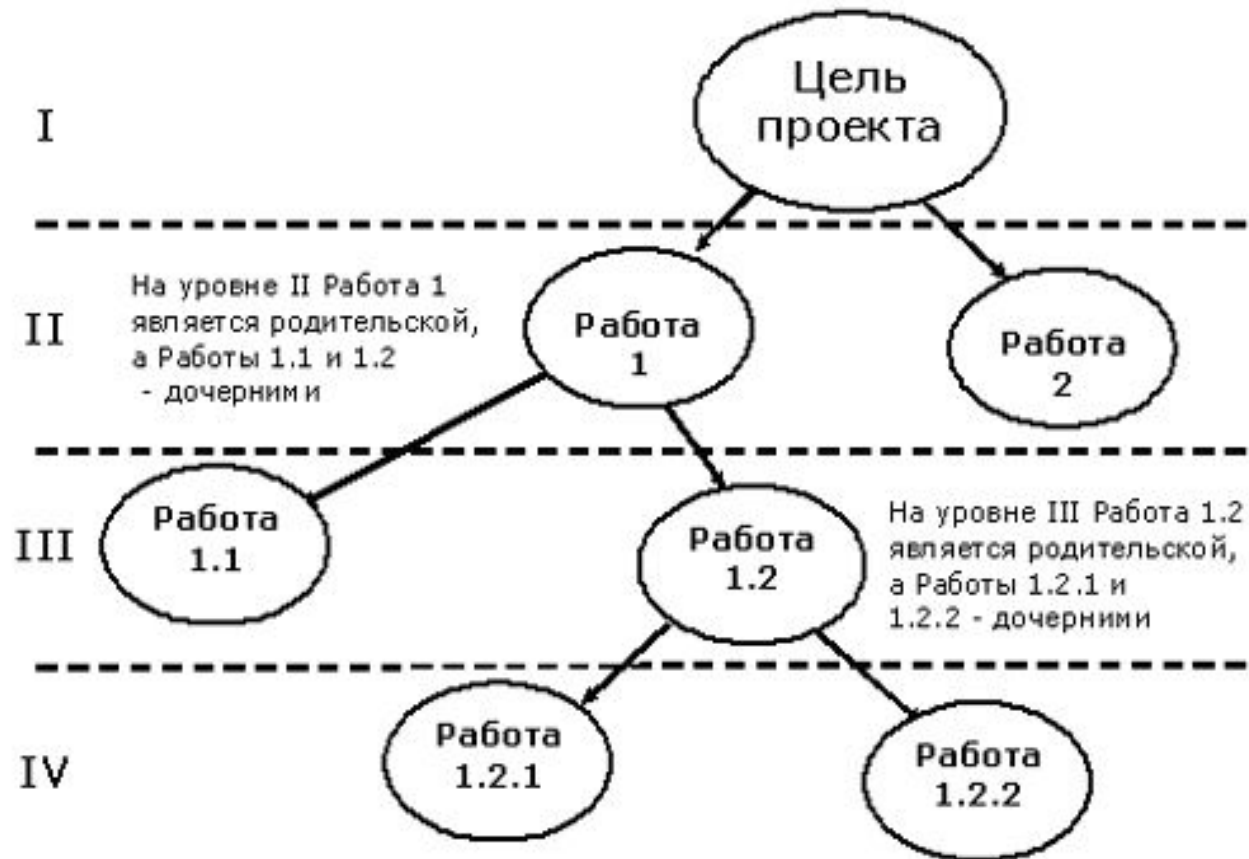 I
Цель
проекта
II
На уровне II Работа 1
является родительской,
а Работы 1.1 и 1.2
- дочерними
Работа
1
Работа
2
III
Работа
1.1
Работа
1.2
На уровне III Работа 1.2
является родительской,
а Работы 1.2.1 и
1.2.2 - дочерними
IV
Работа
1.2.1
Работа
1.2.2